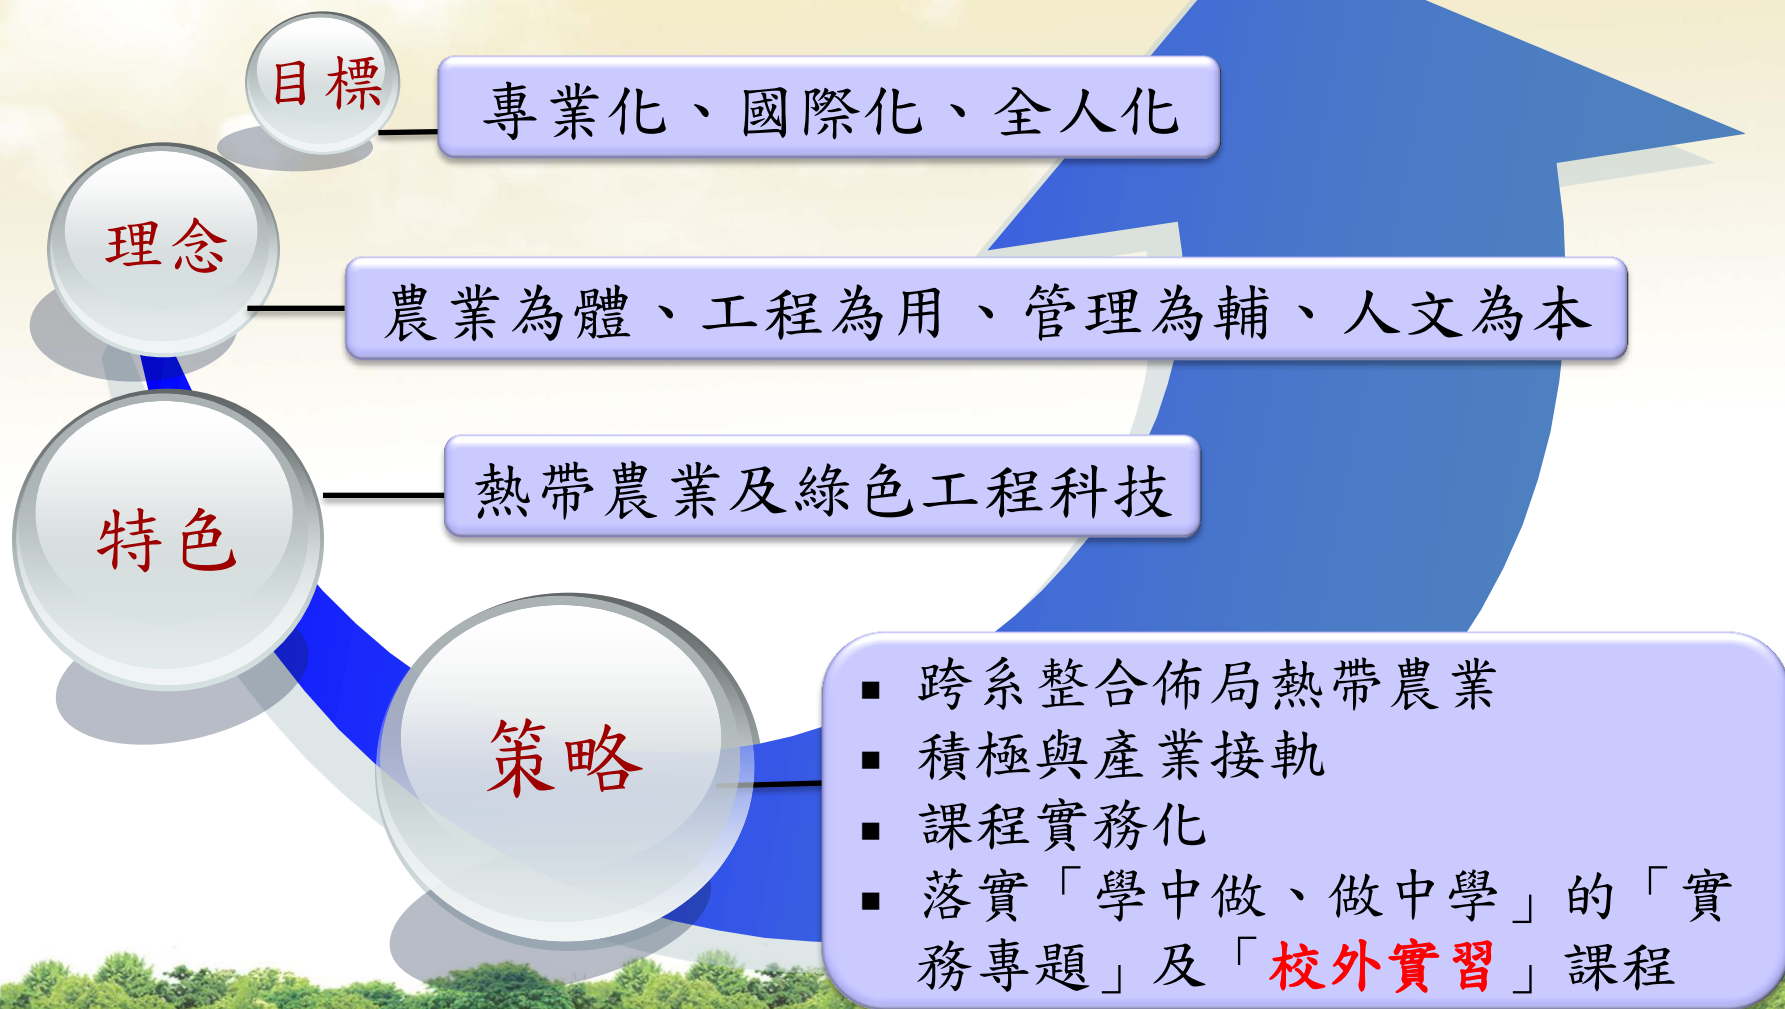 目標
專業化、國際化、全人化
理念
農業為體、工程為用、管理為輔、人文為本
特色
熱帶農業及綠色工程科技
策略
▪ 跨系整合佈局熱帶農業
▪ 積極與產業接軌
▪ 課程實務化
▪ 落實「學中做、做中學」的「實
務專題」及「校外實習」課程